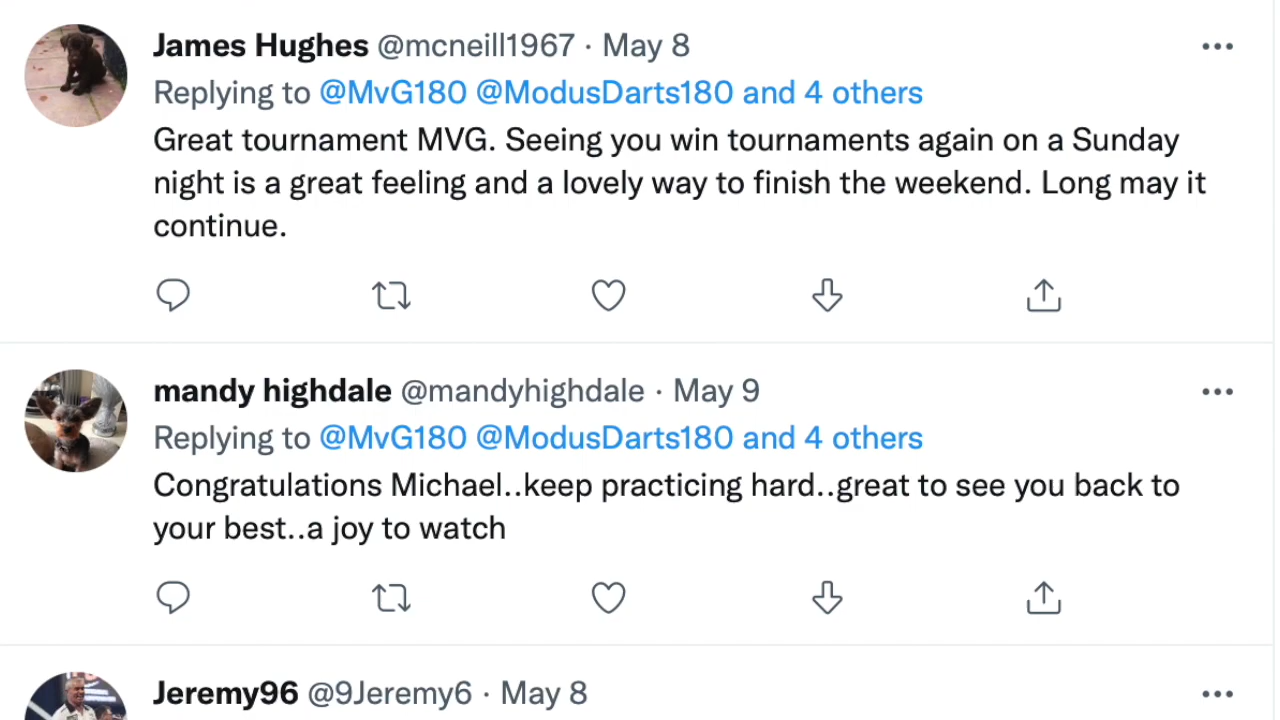 James Hughes @mcneill1967 · May 8
Replying to @MvG180 @ModusDarts180 and 4 others
Great tournament MVG. Seeing you win tournaments again on a Sunday
night is a great feeling and a lovely way to finish the weekend. Long may it
continue.
mandy highdale @mandyhighdale · May 9
Replying to @MvG180 @ModusDarts180 and 4 others
Congratulations Michael..keep practicing hard..great to see you back to
your best..a joy to watch
Jeremy96 @9Jeremy6 · May 8